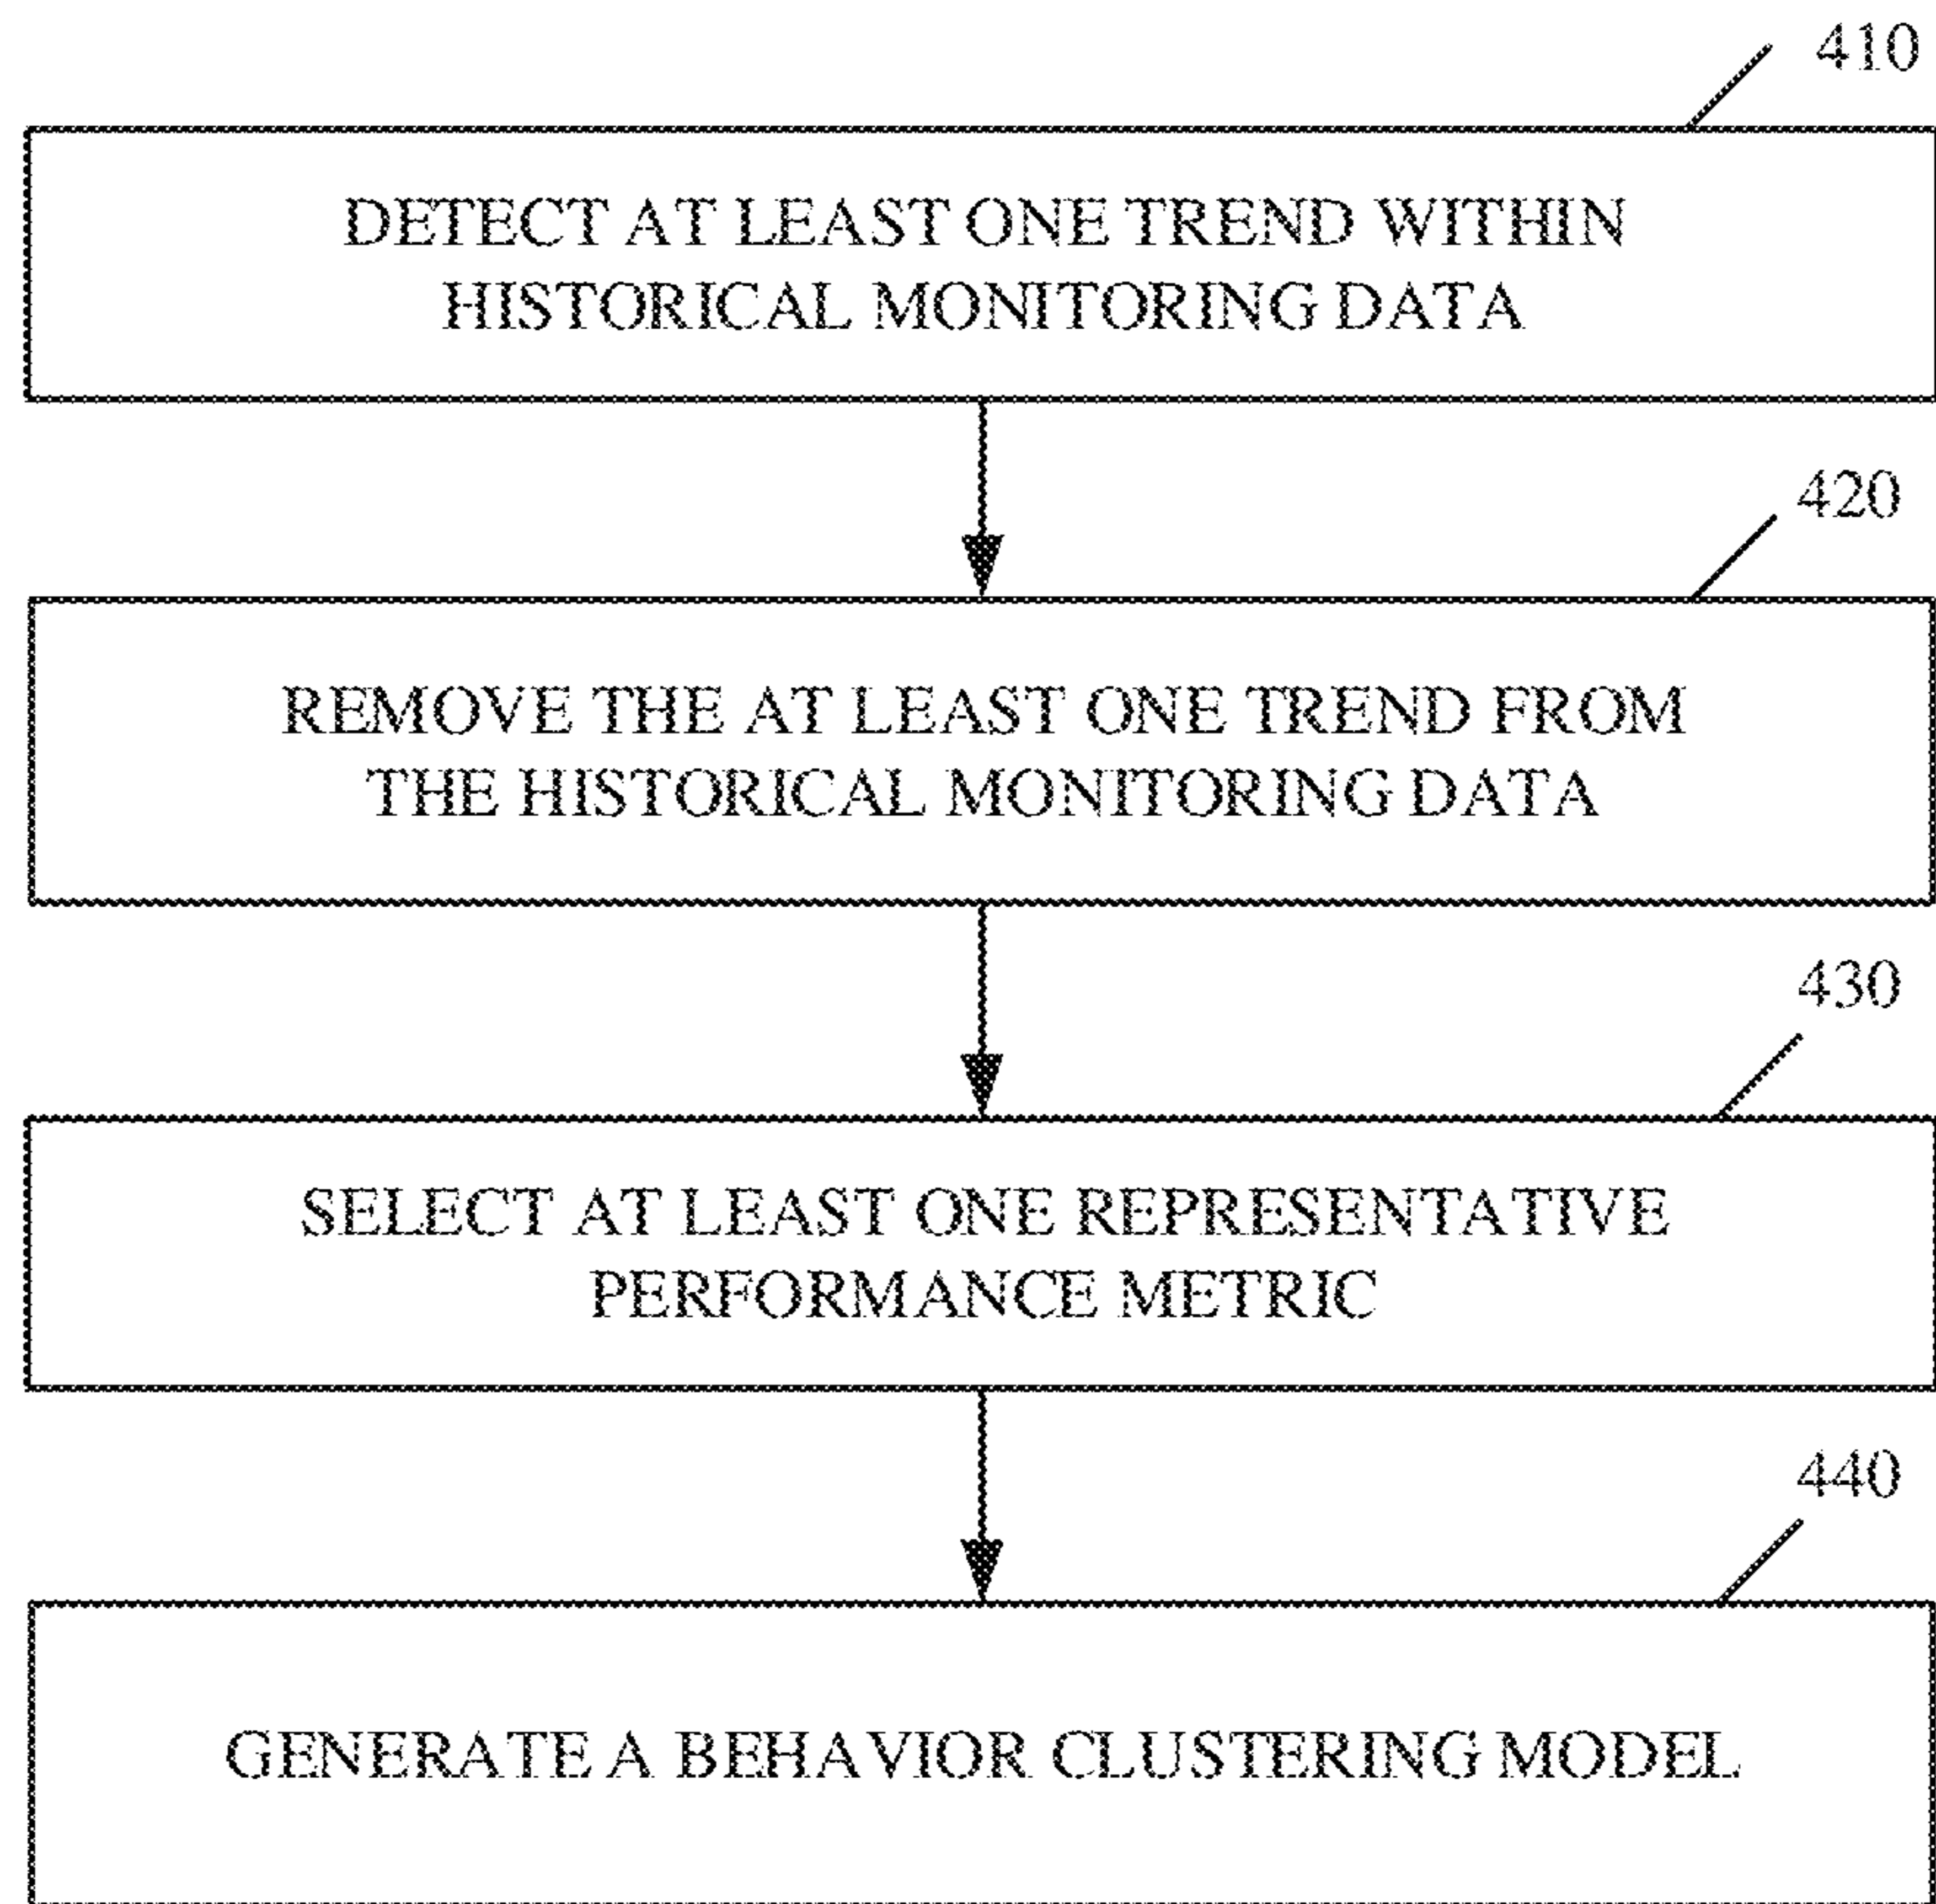 410
DETECT AT LEAST ONE TREND WITHIN
HISTORICAL MONITORING DATA
420
REMOVE THE AT LEAST ONE TREND FROM
THE HISTORICAL MONITORING DATA
430
SELECT AT LEAST ONE REPRESENTATIVE
PERFORMANCE METRIC
440
GENERATE A BEHAVIOR CLUSTERING MODEL